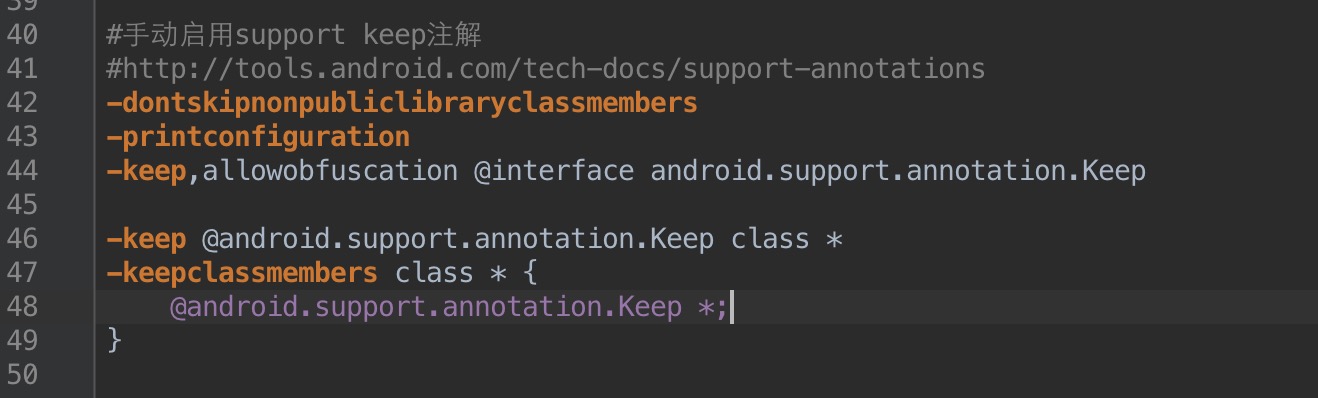 39
40 #手动启用support keep注解
41 #http://tools.android.com/tech-docs/support-annotations
42 -dontskipnonpubliclibraryclassmembers
43 -printconfiguration
44 -keep,allowobfuscation @interface android.support.annotation.Keep
45
46 -keep @android.support.annotation.Keep class *
47 -keepclassmembers class * {
48     @android.support.annotation.Keep *;
49 }
50